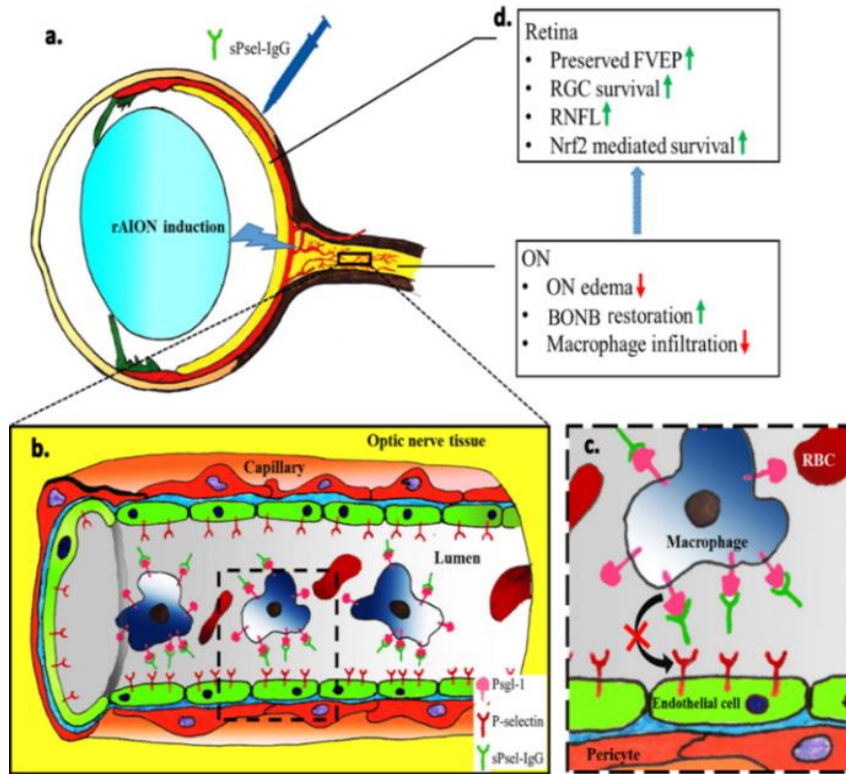 a.
sPsel-IgG
rAION induction
d.
Retina
• Preserved FVEP
• RGC survival
• RNFL
• Nrf2 mediated survival
ON
• ON edema
• BONB restoration
• Macrophage infiltration
b.
Optic nerve tissue
Capillary
Lumen
Psgl-1
P-selectin
sPsel-IgG
c.
RBC
Macrophage
Endothelial cell
Pericyte